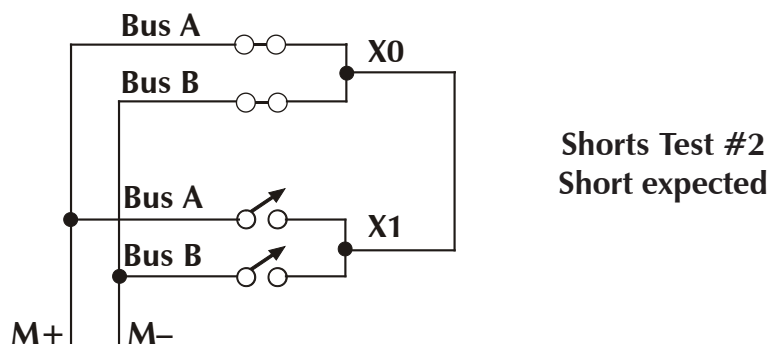 Bus A
X0
Bus B
Shorts Test #2
Short expected
Bus A
X1
Bus B
M+
M–